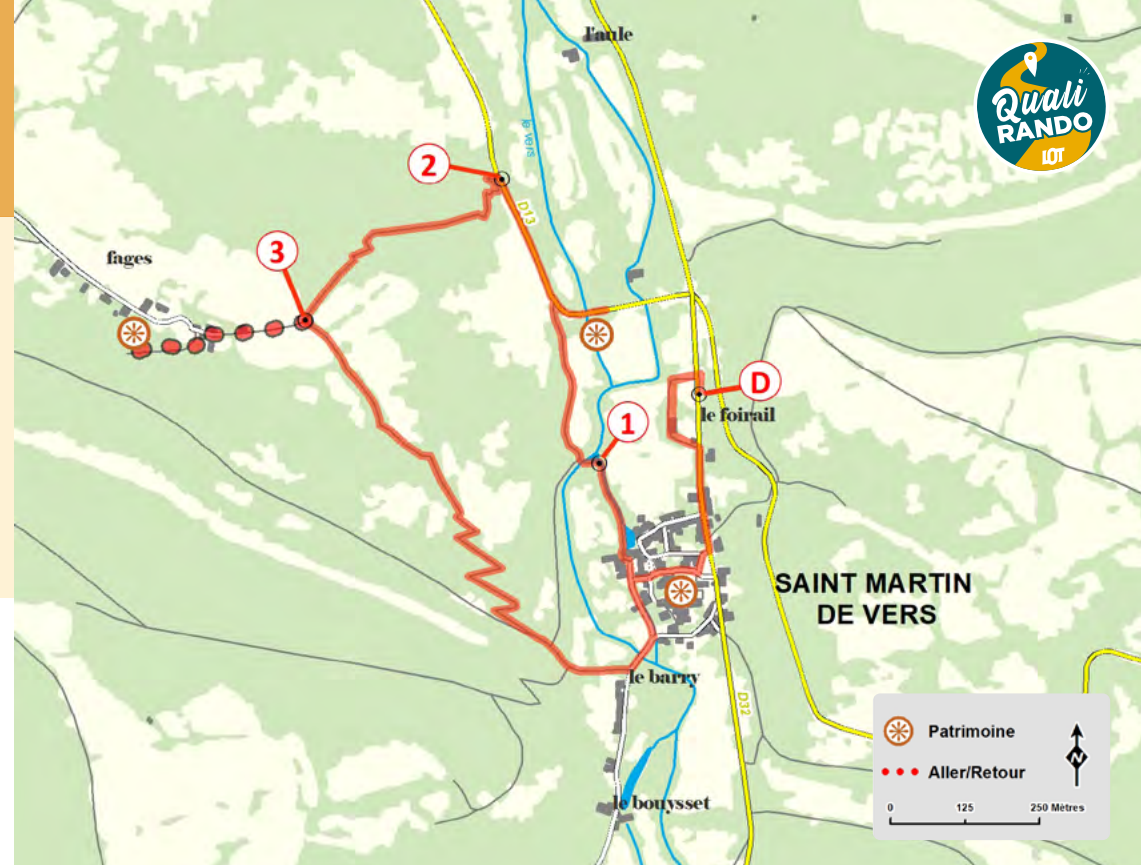 l'aule
Quali
RANDO
LOT
le vers
2
D13
3
fages
D
le foirail
1
SAINT MARTIN
DE VERS
le barry
D32
le bouysset
Patrimoine
Aller/Retour
N
0 125 250 Mètres